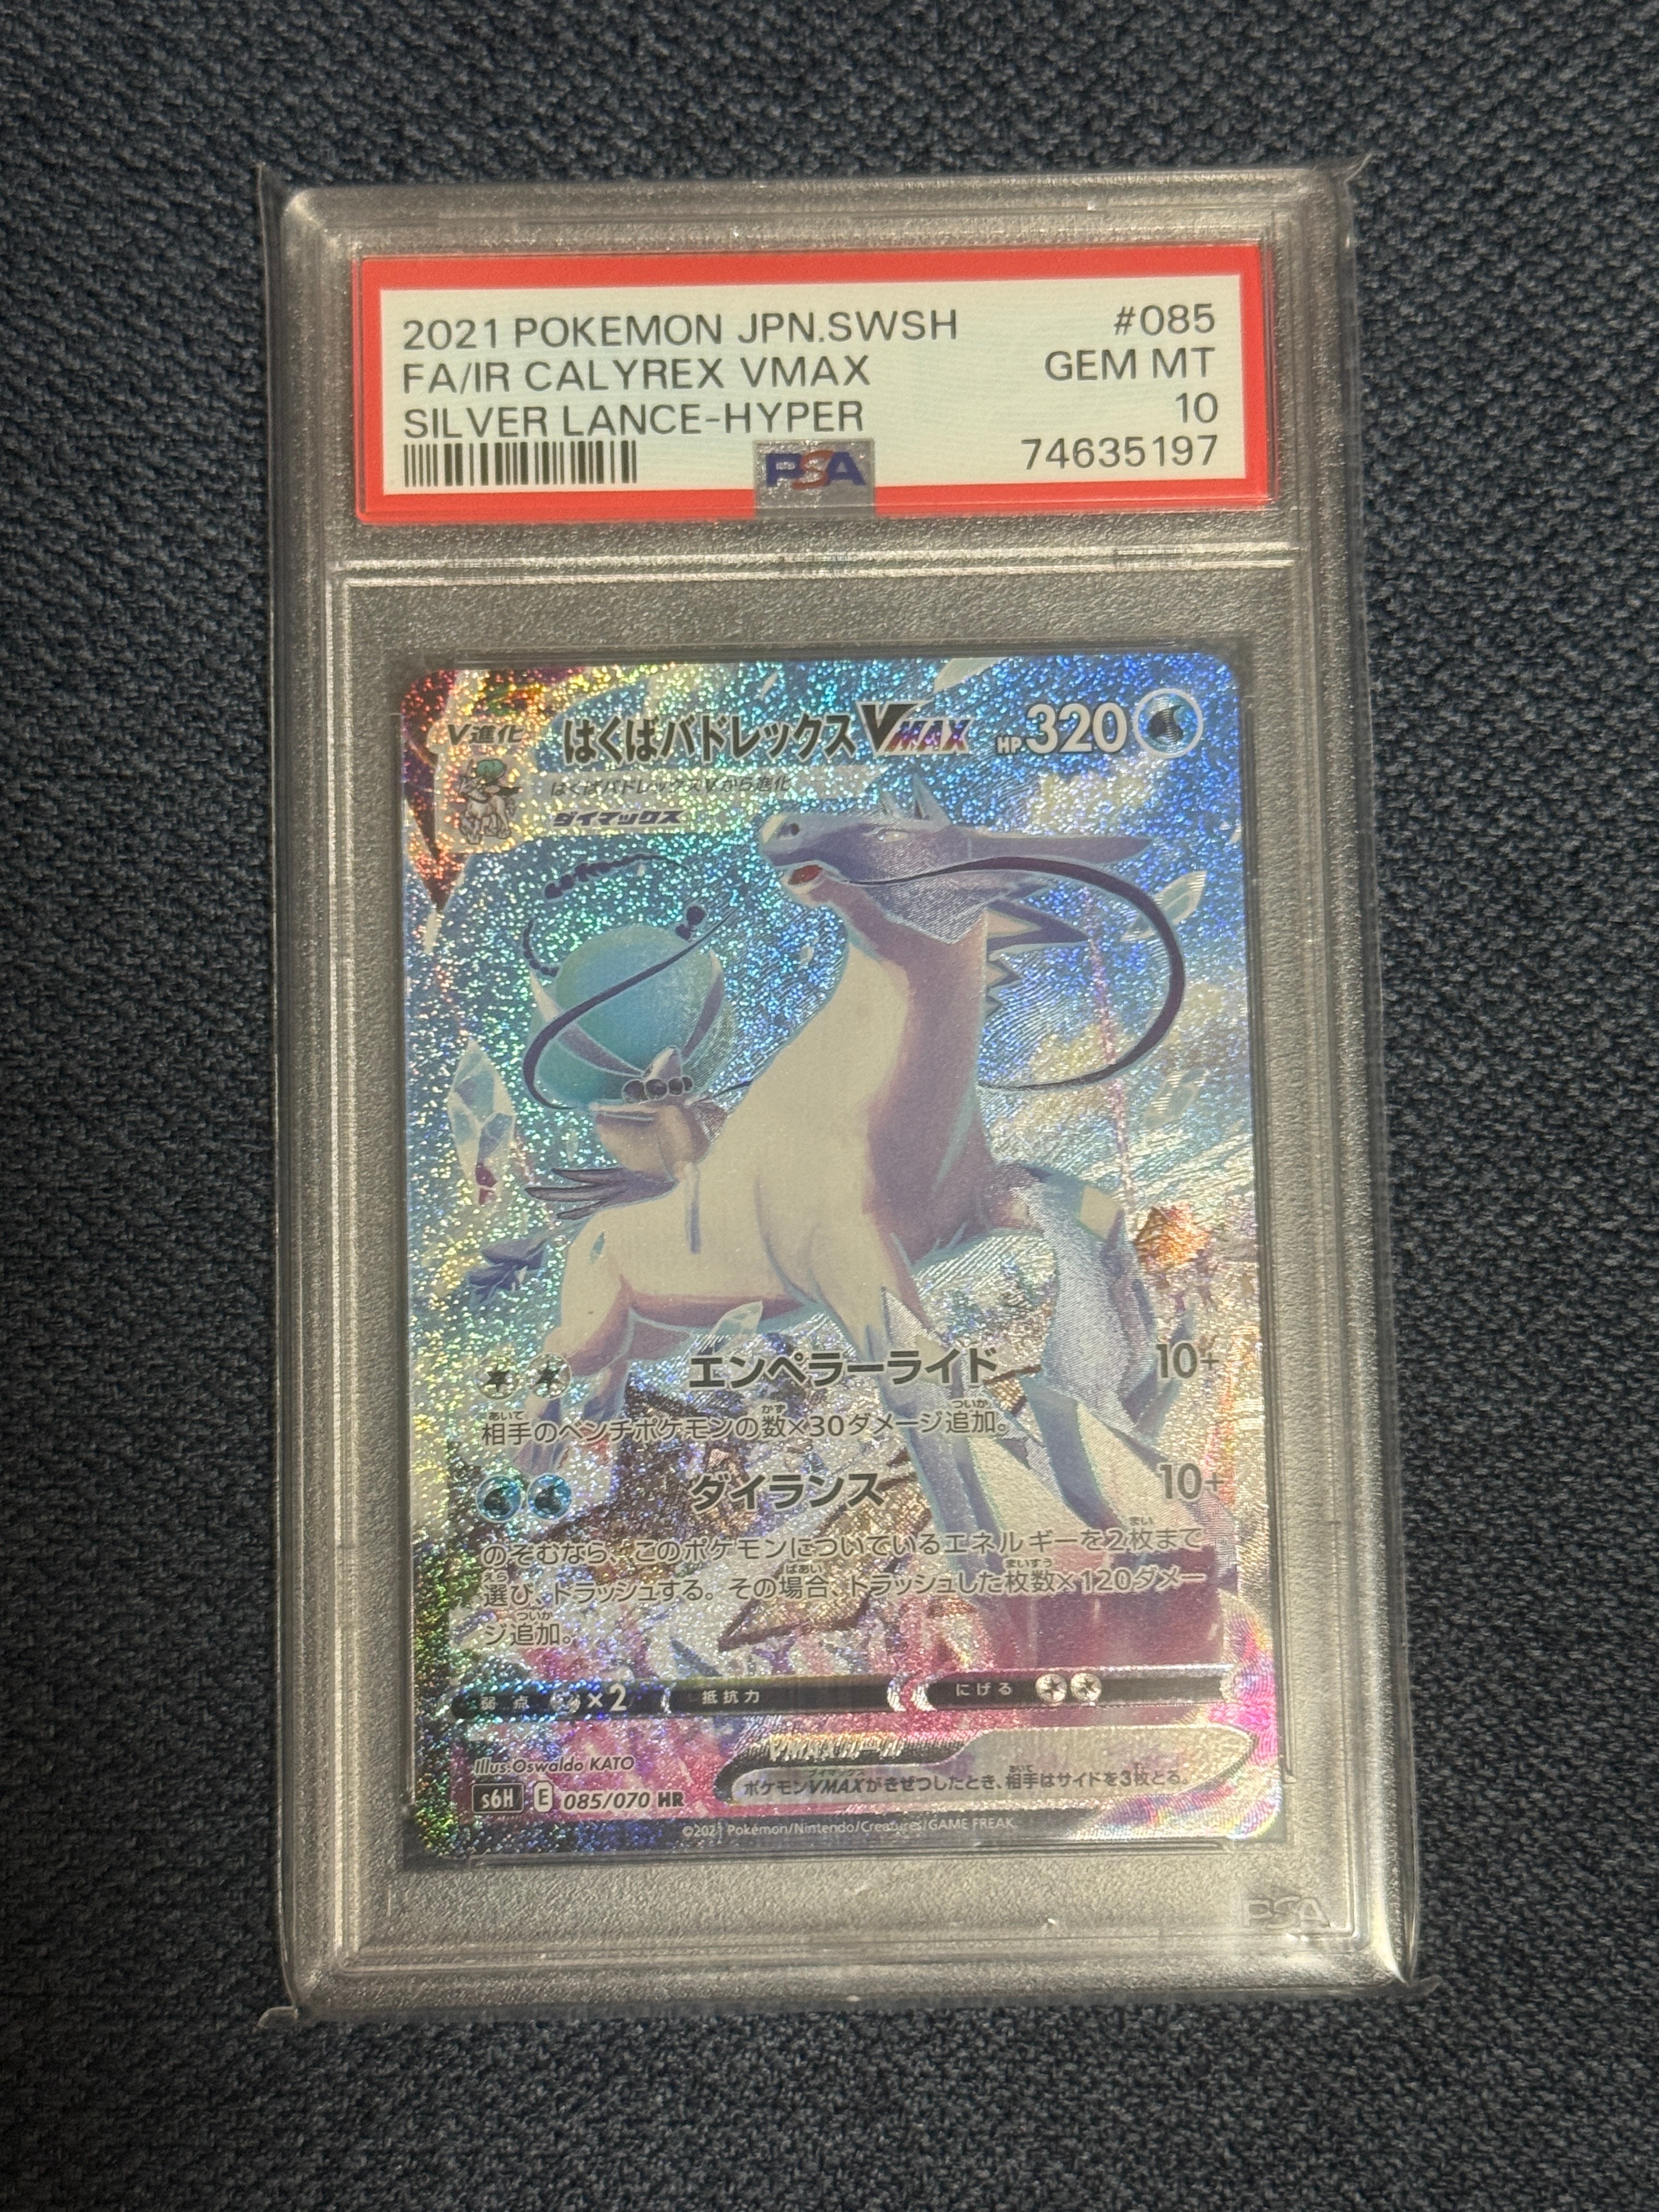 2021 POKEMON JPN.SWSH #085
FA/IR CALYREX VMAX GEM MT
SILVER LANCE-HYPER 10
PSA 74635197
V進化 はくばバドレックスVMAX HP320
はくばバドレックスVから進化
ダイマックス
エンペラーライド 10+
相手のベンチポケモンの数×30ダメージ追加。
ダイランス 10+
のぞむなら、このポケモンについているエネルギーを2枚まで
選び、トラッシュする。その場合、トラッシュした枚数×120ダメー
ジ追加。
弱点 ×2 抵抗力 にげる
Illus. Oswaldo KATO
VMAXルール
ポケモンVMAXがきぜつしたとき、相手はサイドを3枚とる。
s6H E 085/070 HR
©2021 Pokémon/Nintendo/Creatures/GAME FREAK.
PSA